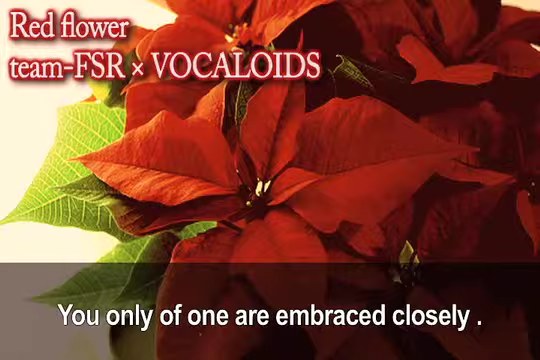 Red flower
team-FSR × VOCALOIDS
You only of one are embraced closely .